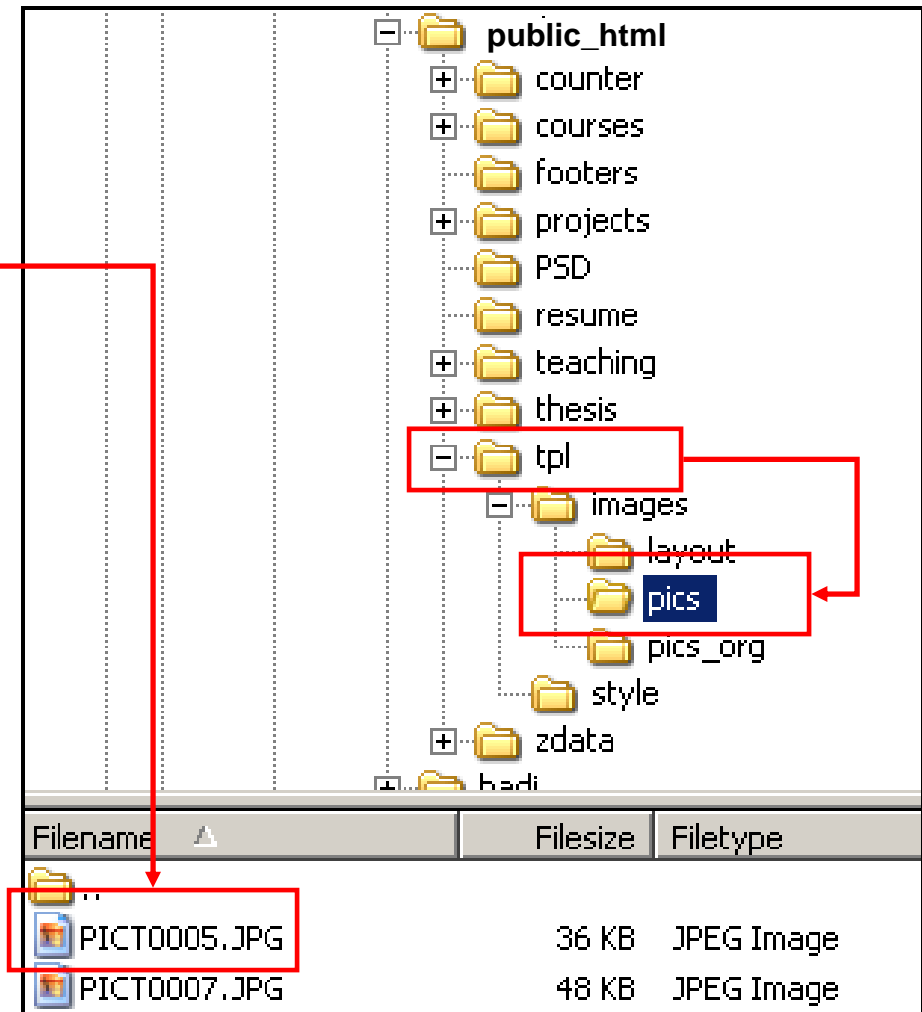 public_html
counter
courses
footers
projects
PSD
resume
teaching
thesis
tpl
images
layout
pics
pics_org
style
zdata
Filename Filesize Filetype
..
PICT0005.JPG 36 KB JPEG Image
PICT0007.JPG 48 KB JPEG Image